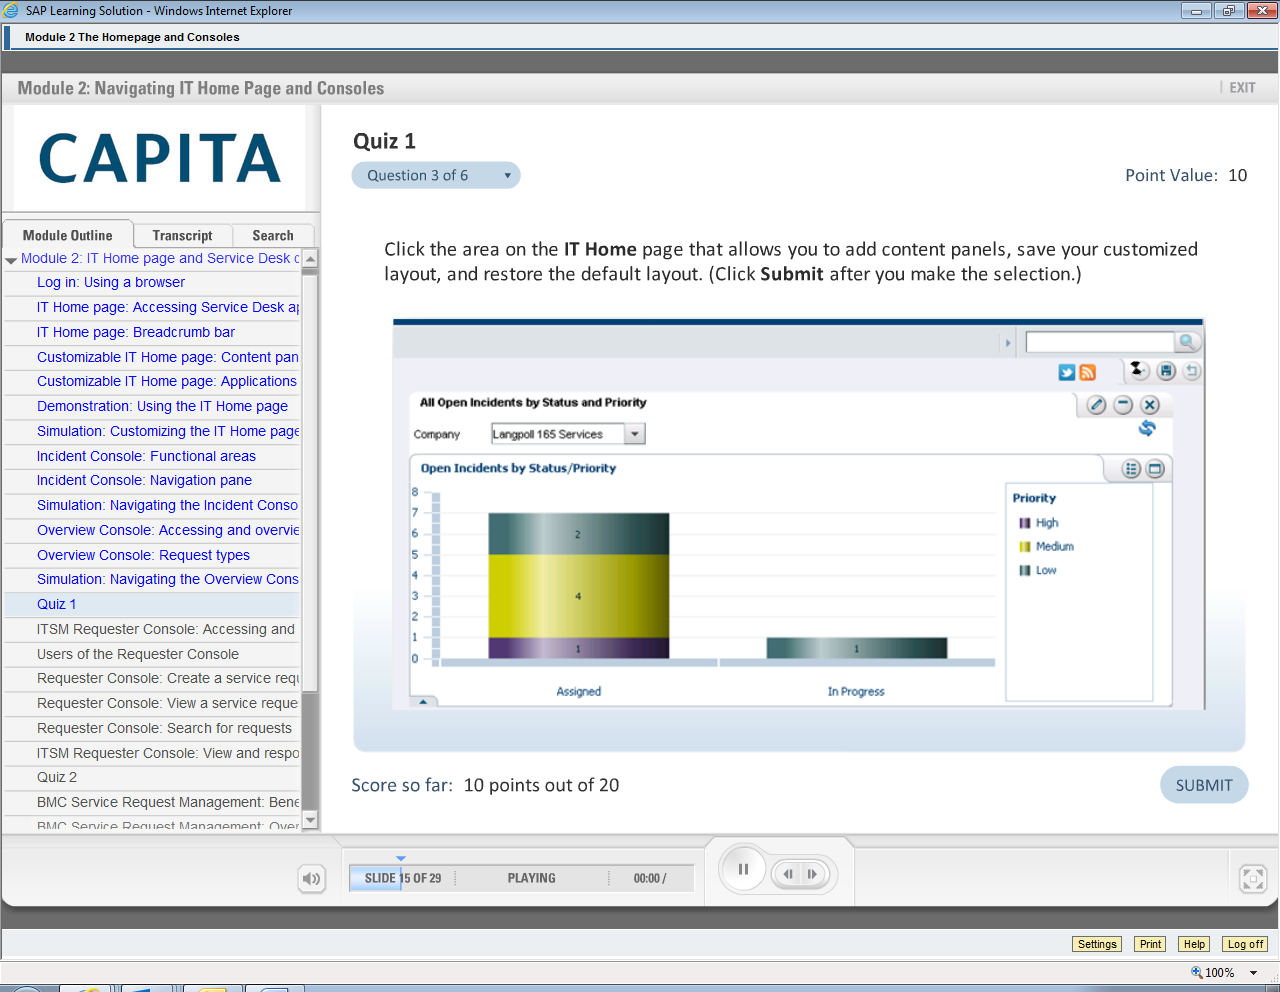 SAP Learning Solution - Windows Internet Explorer
Module 2 The Homepage and Consoles
Module 2: Navigating IT Home Page and Consoles
EXIT
CAPITA
Module Outline
Transcript
Search
Module 2: IT Home page and Service Desk c
Log in: Using a browser
IT Home page: Accessing Service Desk ap
IT Home page: Breadcrumb bar
Customizable IT Home page: Content pan
Customizable IT Home page: Applications
Demonstration: Using the IT Home page
Simulation: Customizing the IT Home page
Incident Console: Functional areas
Incident Console: Navigation pane
Simulation: Navigating the Incident Conso
Overview Console: Accessing and overvie
Overview Console: Request types
Simulation: Navigating the Overview Cons
Quiz 1
ITSM Requester Console: Accessing and
Users of the Requester Console
Requester Console: Create a service requ
Requester Console: View a service reque
Requester Console: Search for requests
ITSM Requester Console: View and respo
Quiz 2
BMC Service Request Management: Bene
BMC Service Request Management: Over
Quiz 1
Question 3 of 6
Point Value: 10
Click the area on the IT Home page that allows you to add content panels, save your customized
layout, and restore the default layout. (Click Submit after you make the selection.)
All Open Incidents by Status and Priority
Company
Langpoll 165 Services
Open Incidents by Status/Priority
8
7
6
5
4
3
2
1
0
2
4
1
1
Assigned
In Progress
Priority
High
Medium
Low
Score so far: 10 points out of 20
SUBMIT
SLIDE 15 OF 29
PLAYING
00:00 /
Settings
Print
Help
Log off
100%